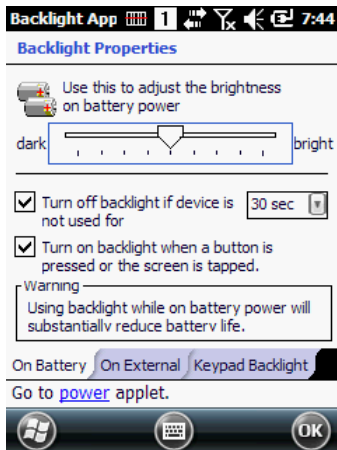 Backlight App 1 7:44
Backlight Properties
Use this to adjust the brightness
on battery power
dark bright
Turn off backlight if device is 30 sec
not used for
Turn on backlight when a button is
pressed or the screen is tapped.
Warning
Using backlight while on battery power will
substantially reduce battery life.
On Battery On External Keypad Backlight
Go to power applet.
OK